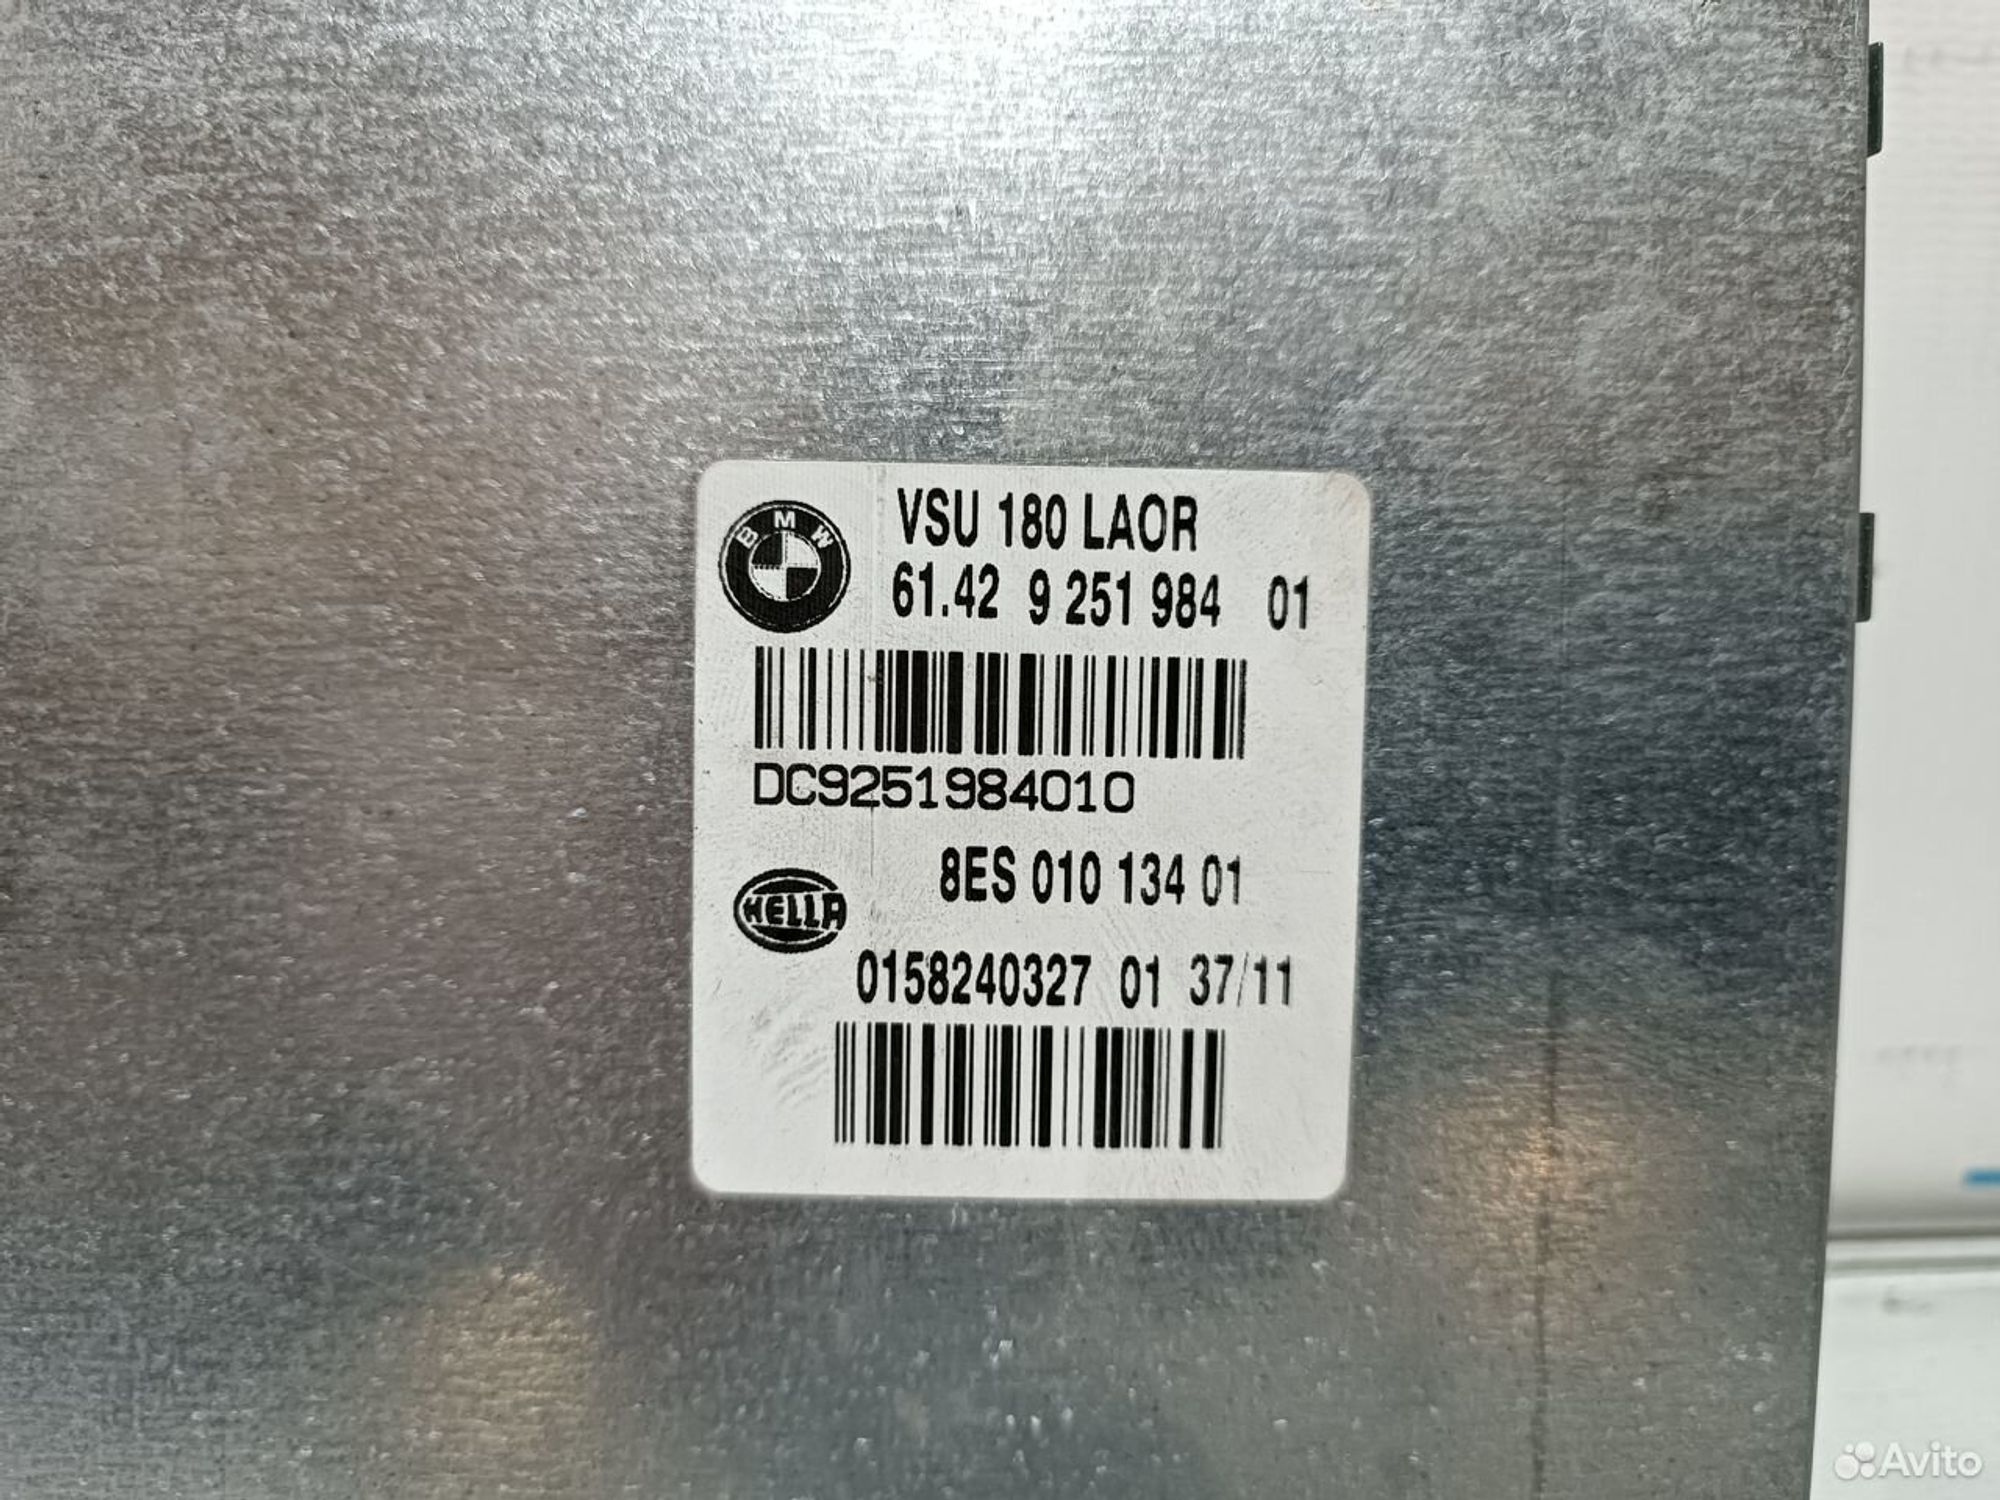 BMW
VSU 180 LAOR
61.42 9 251 984 01
DC9251984010
8ES 010 134 01
HELLA
0158240327 01 37/11
Avito